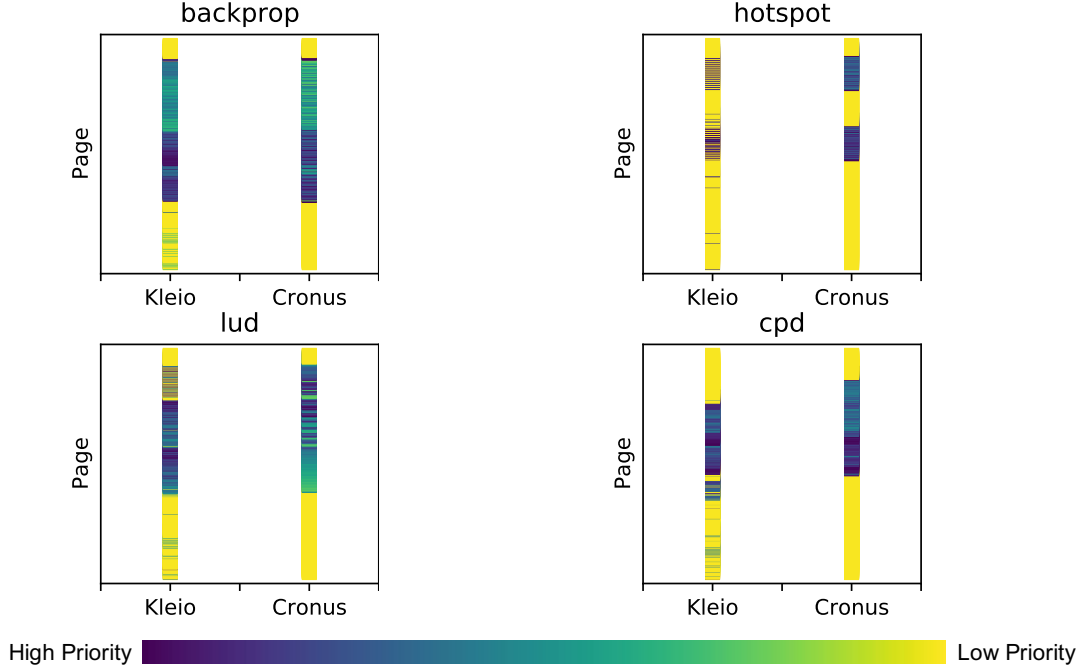 backprop
hotspot
Page
Page
Kleio
Cronus
Kleio
Cronus
lud
cpd
Page
Page
Kleio
Cronus
Kleio
Cronus
High Priority
Low Priority